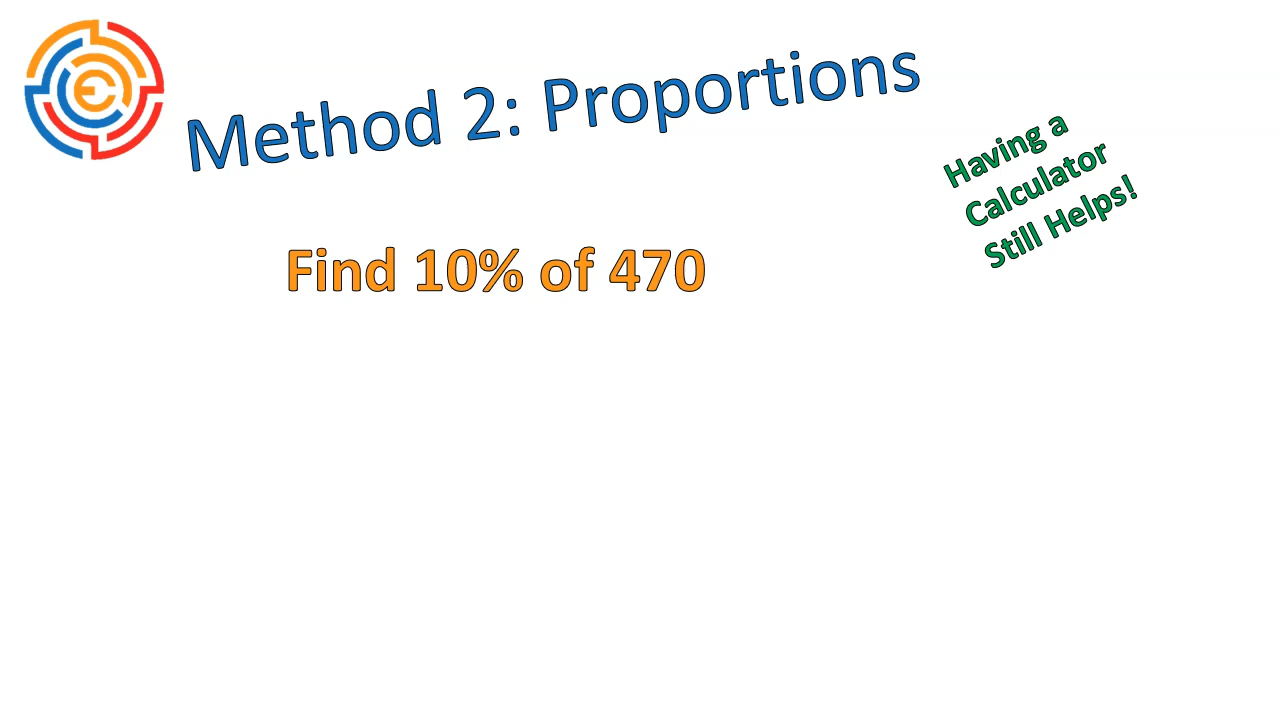 Method 2: Proportions
Having a
Calculator
Still Helps!
Find 10% of 470